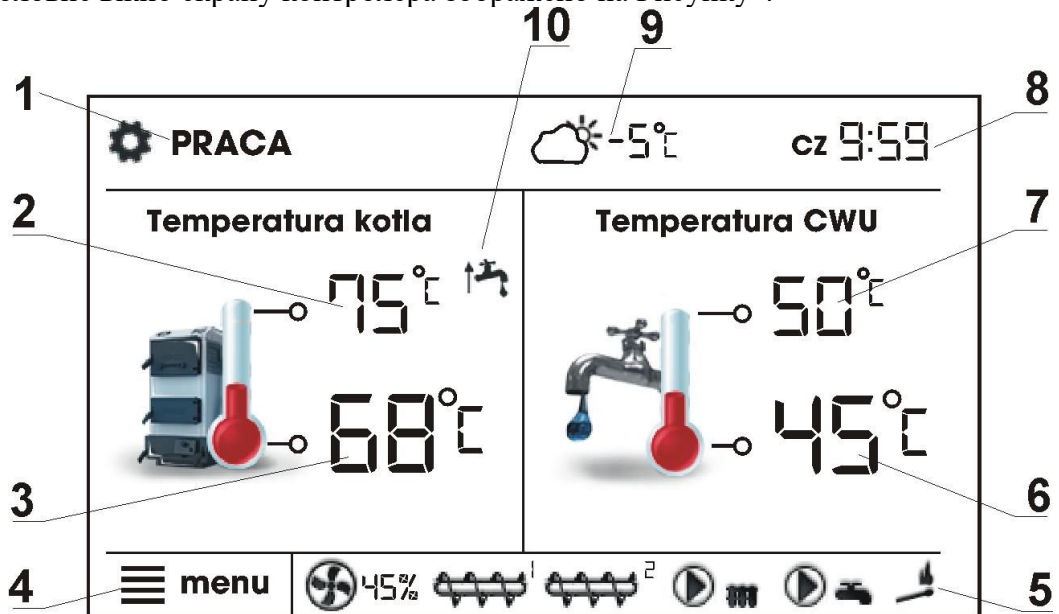 10 9
1 8
PRACA -5°C cz 9:59
2 Temperatura kotla Temperatura CWU 7
75°C 50°C
68°C 45°C
3 6
4 menu 45% 1 2 5